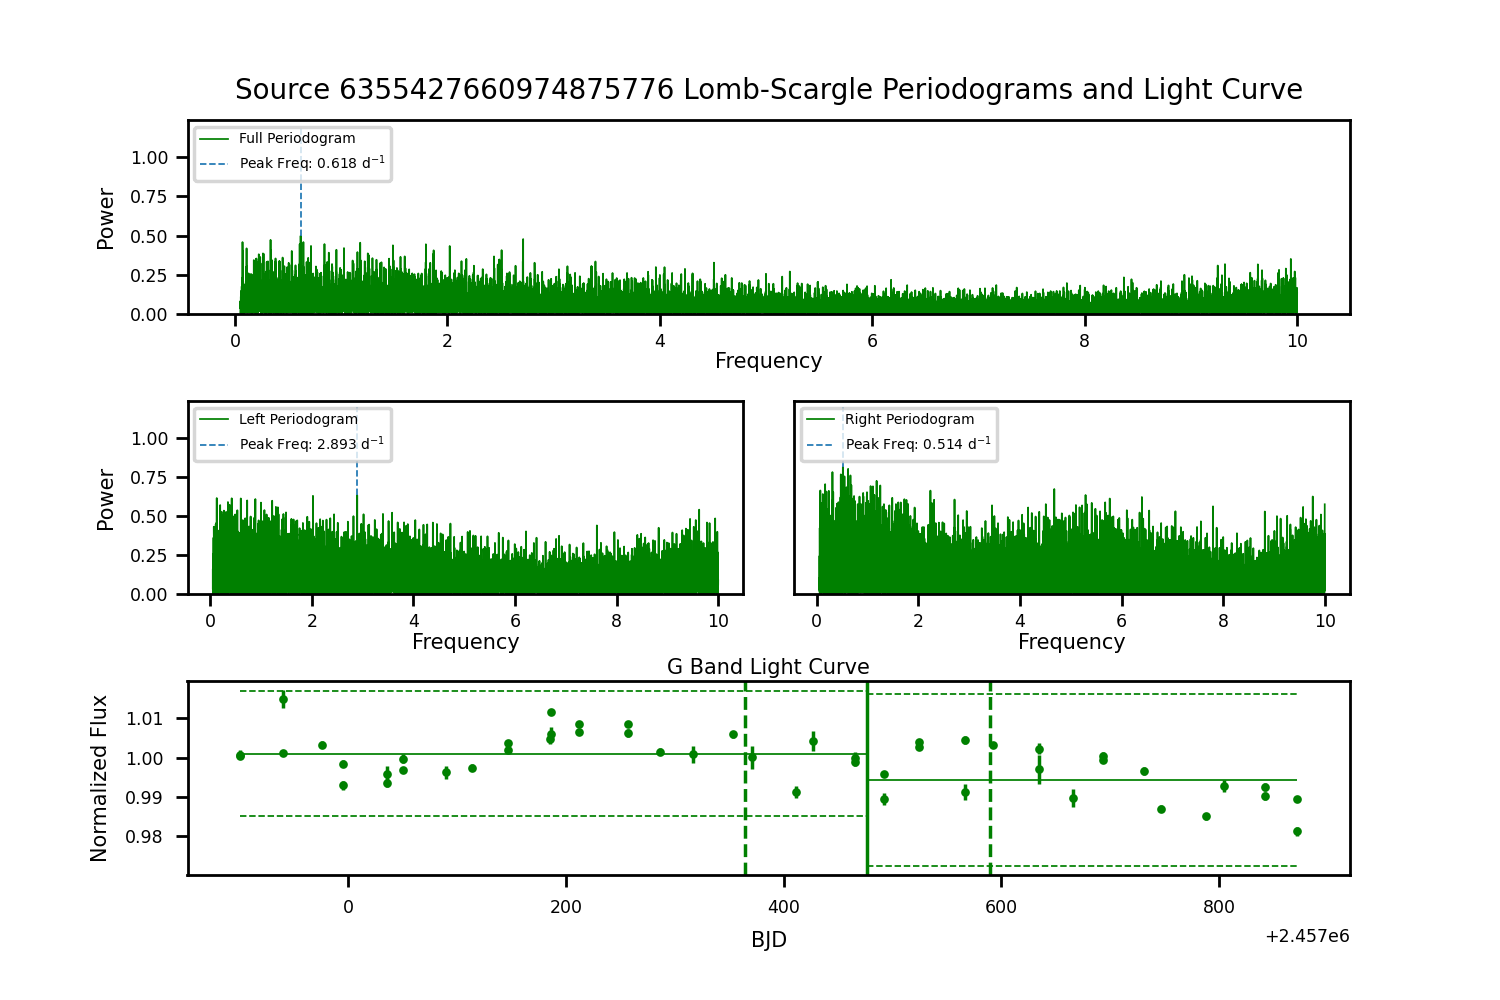 Source 6355427660974875776 Lomb-Scargle Periodograms and Light Curve
Full Periodogram
Peak Freq: 0.618 d⁻¹
Power
1.00
0.75
0.50
0.25
0.00
0 2 4 6 8 10
Frequency
Left Periodogram
Peak Freq: 2.893 d⁻¹
Power
1.00
0.75
0.50
0.25
0.00
0 2 4 6 8 10
Frequency
Right Periodogram
Peak Freq: 0.514 d⁻¹
0 2 4 6 8 10
Frequency
G Band Light Curve
Normalized Flux
1.01
1.00
0.99
0.98
0 200 400 600 800
BJD
+2.457e6